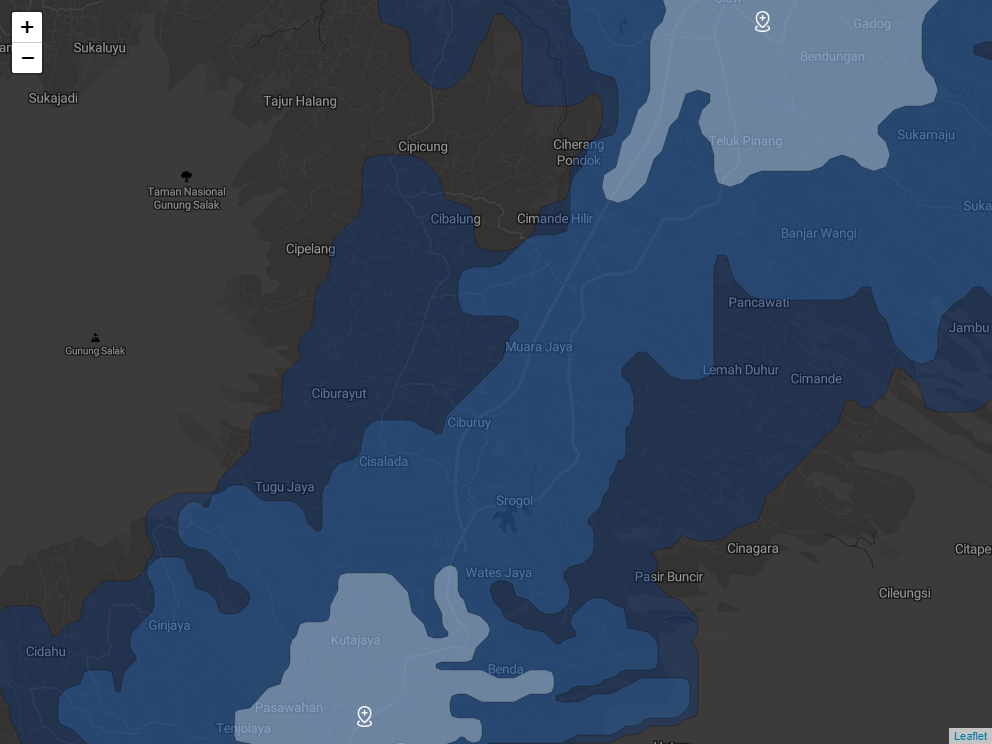 +
−
Sukaluyu
Gadog
Bendungan
Sukajadi
Tajur Halang
Cipicung
Ciherang
Pondok
Teluk Pinang
Sukamaju
Taman Nasional
Gunung Salak
Cibalung
Cimande Hilir
Banjar Wangi
Cipelang
Pancawati
Jambu
Gunung Salak
Muara Jaya
Lemah Duhur
Cimande
Ciburayut
Ciburuy
Cisalada
Tugu Jaya
Srogol
Cinagara
Citape
Wates Jaya
Pasir Buncir
Cileungsi
Girijaya
Kutajaya
Cidahu
Benda
Pasawahan
Tenjolaya
Leaflet